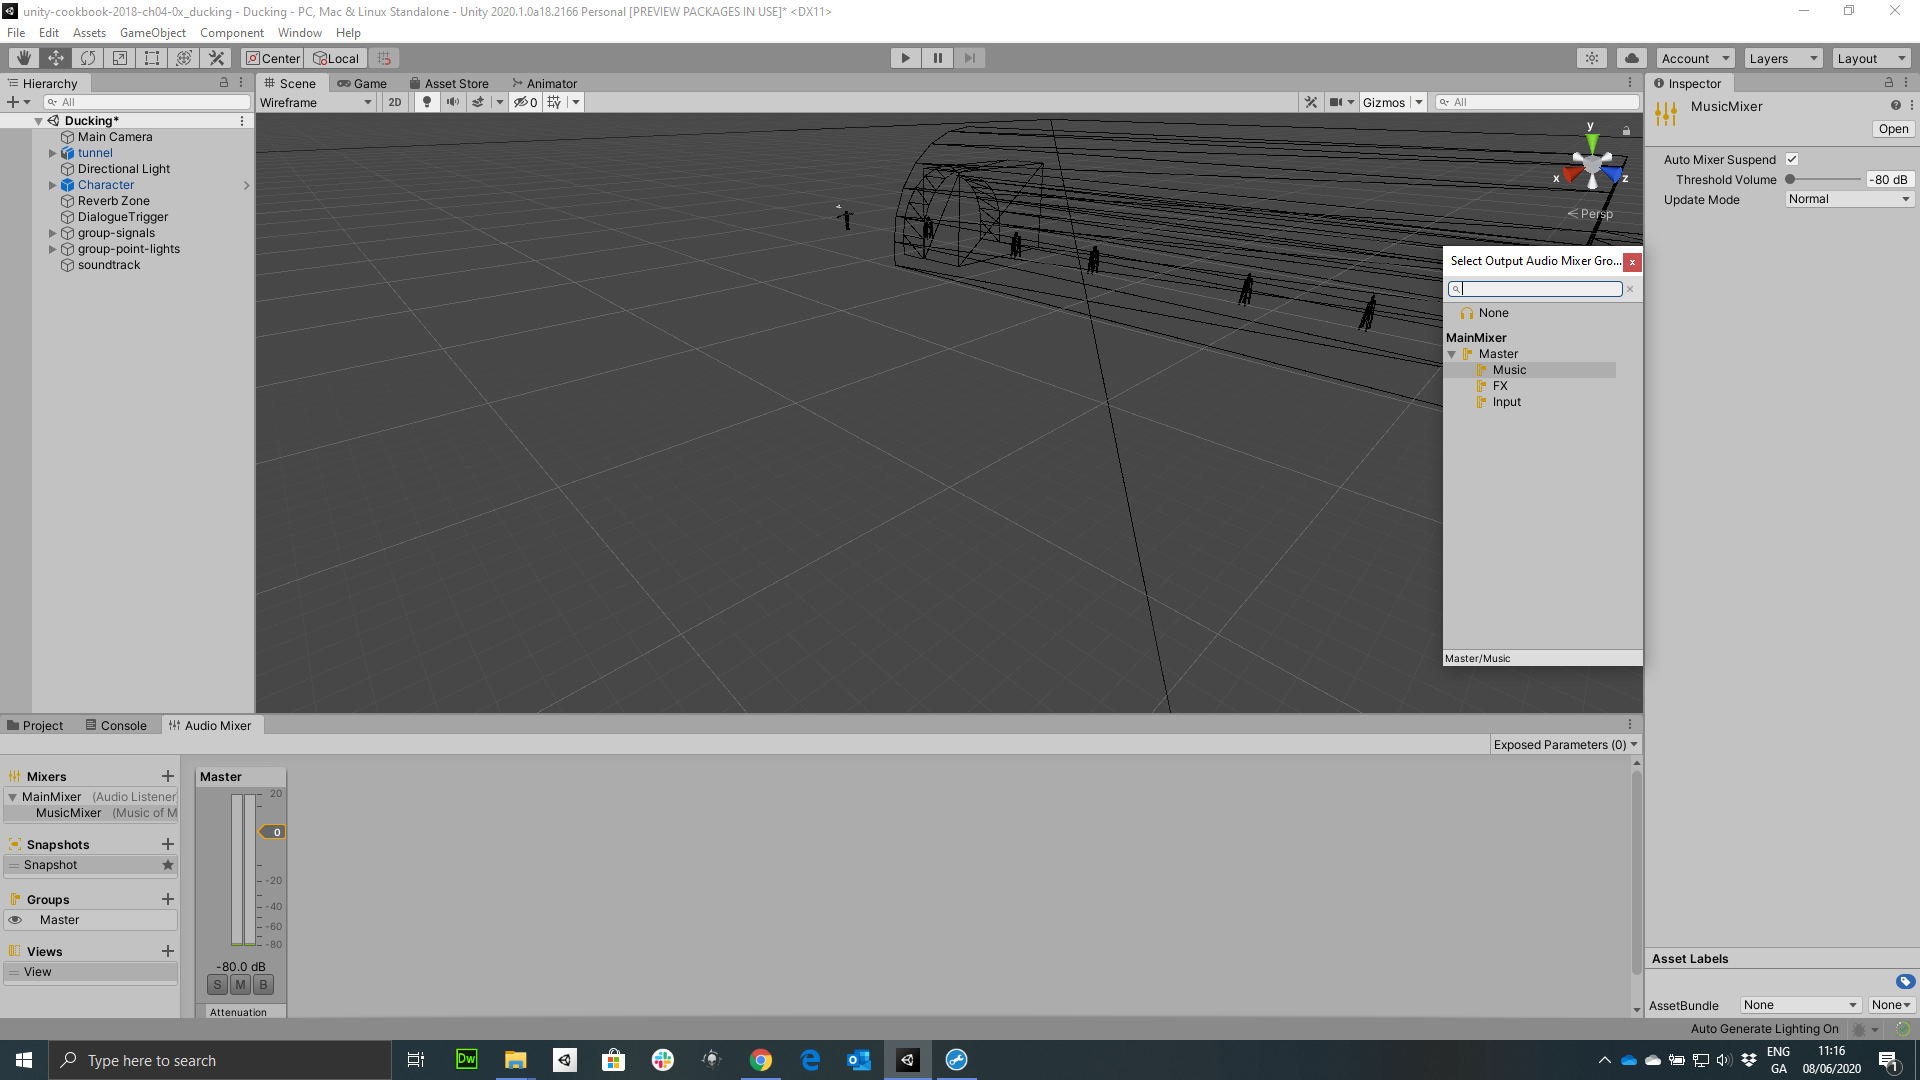 unity-cookbook-2018-ch04-0x_ducking - Ducking - PC, Mac & Linux Standalone - Unity 2020.1.0a18.2166 Personal [PREVIEW PACKAGES IN USE]* <DX11>
File Edit Assets GameObject Component Window Help
Center Local Account Layers Layout
Hierarchy
All
Ducking*
Main Camera
tunnel
Directional Light
Character
Reverb Zone
DialogueTrigger
group-signals
group-point-lights
soundtrack
Scene Game Asset Store Animator
Wireframe 2D 0 Gizmos All
y
x
z
Persp
Select Output Audio Mixer Gro...
None
MainMixer
Master
Music
FX
Input
Master/Music
Inspector
MusicMixer
Open
Auto Mixer Suspend
Threshold Volume -80 dB
Update Mode Normal
Project Console Audio Mixer
Exposed Parameters (0)
Mixers
MainMixer (Audio Listener
MusicMixer (Music of M
Snapshots
Snapshot
Groups
Master
Views
View
Master
20
0
-20
-40
-60
-80
-80.0 dB
S M B
Attenuation
Asset Labels
AssetBundle None None
Auto Generate Lighting On
Type here to search
Dw
ENG
GA
11:16
08/06/2020
1